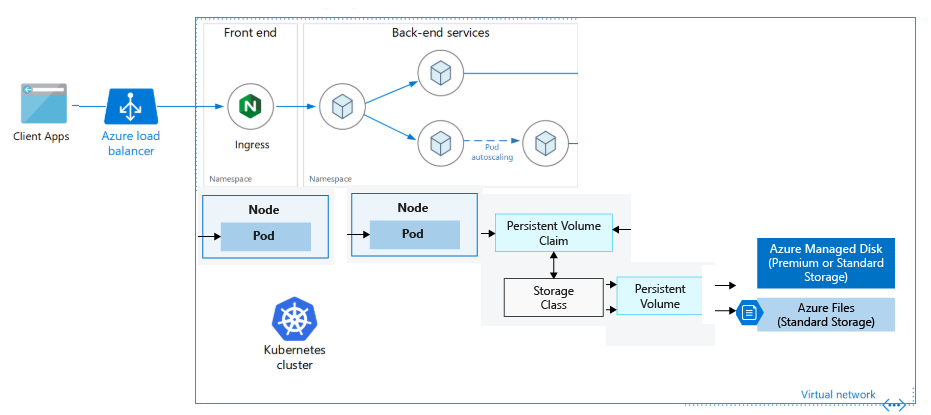 Front end
Back-end services
Client Apps
Azure load
balancer
N
Ingress
Pod
autoscaling
Namespace
Namespace
Node
Pod
Node
Pod
Persistent Volume
Claim
Storage
Class
Persistent
Volume
Azure Managed Disk
(Premium or Standard
Storage)
Azure Files
(Standard Storage)
Kubernetes
cluster
Virtual network